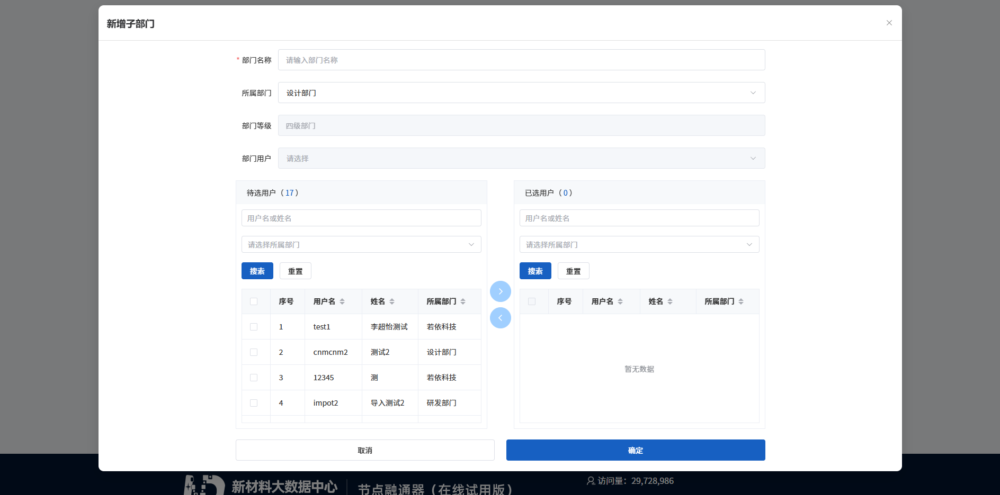 新增子部门
* 部门名称 请输入部门名称
所属部门 设计部门
部门等级 四级部门
部门用户 请选择
待选用户（17）
用户名或姓名
请选择所属部门
搜索 重置
序号 用户名 姓名 所属部门
1 test1 李超怡测试 若依科技
2 cnmcnm2 测试2 设计部门
3 12345 测 若依科技
4 impot2 导入测试2 研发部门
已选用户（0）
用户名或姓名
请选择所属部门
搜索 重置
序号 用户名 姓名 所属部门
暂无数据
取消 确定
新材料大数据中心 节点融通器（在线试用版）
访问量：29,728,986